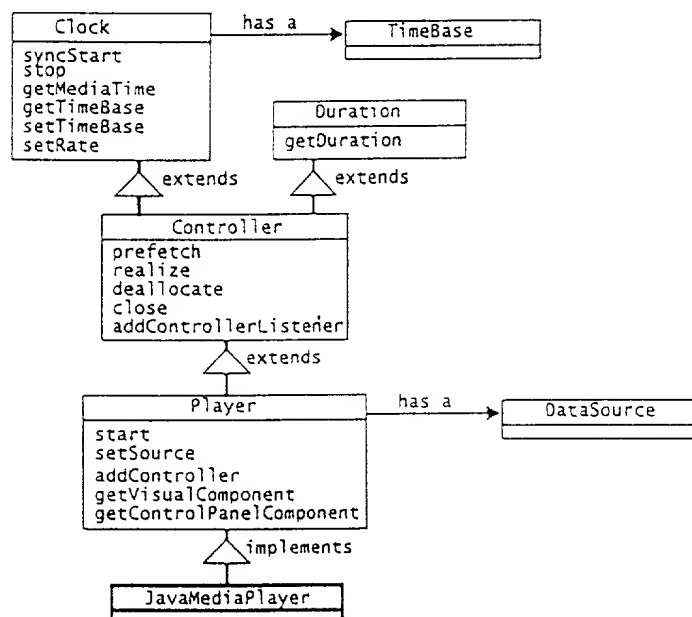 Clock
has a
TimeBase
syncStart
stop
getMediaTime
getTimeBase
setTimeBase
setRate
Duration
getDuration
extends
extends
Controller
prefetch
realize
deallocate
close
addControllerListener
extends
Player
has a
DataSource
start
setSource
addController
getVisualComponent
getControlPanelComponent
implements
JavaMediaPlayer